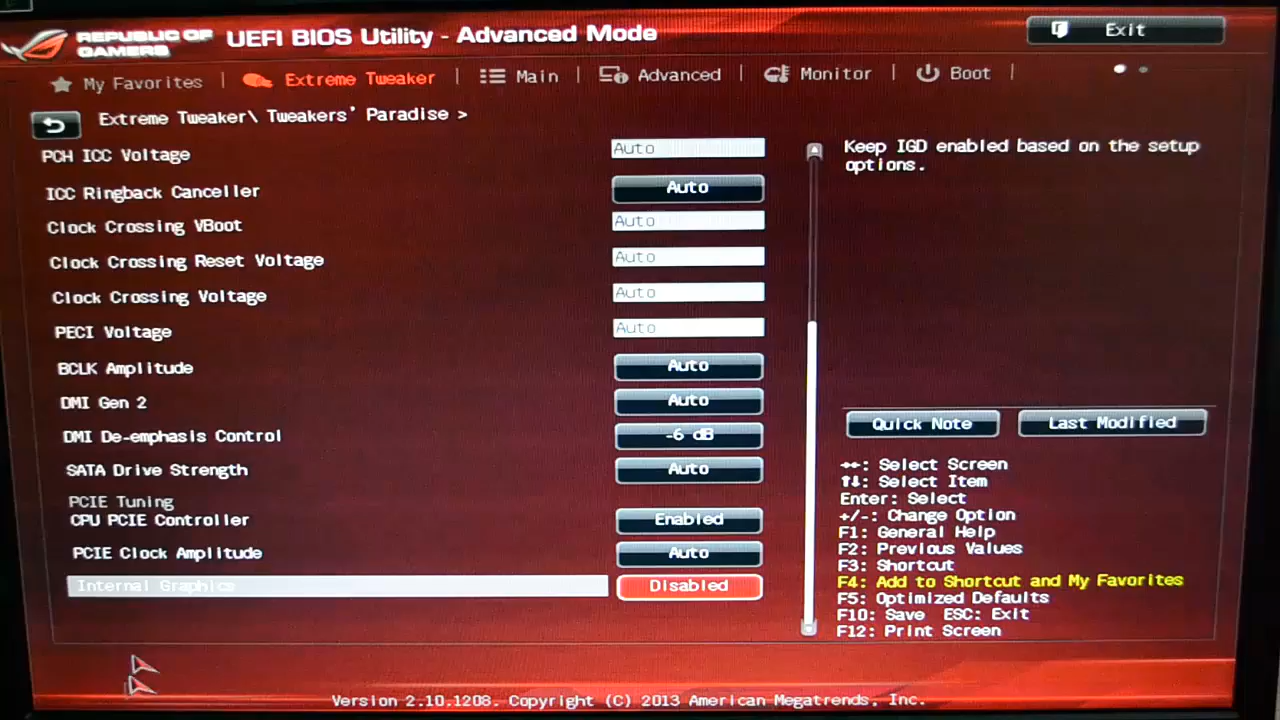 REPUBLIC OF
GAMERS
UEFI BIOS Utility - Advanced Mode
Exit
My Favorites
Extreme Tweaker
Main
Advanced
Monitor
Boot
Extreme Tweaker\ Tweakers' Paradise >
PCH ICC Voltage Auto
ICC Ringback Canceller Auto
Clock Crossing VBoot Auto
Clock Crossing Reset Voltage Auto
Clock Crossing Voltage Auto
PECI Voltage Auto
BCLK Amplitude Auto
DMI Gen 2 Auto
DMI De-emphasis Control -6 dB
SATA Drive Strength Auto
PCIE Tuning
CPU PCIE Controller Enabled
PCIE Clock Amplitude Auto
Internal Graphics Disabled
Keep IGD enabled based on the setup
options.
Quick Note
Last Modified
→←: Select Screen
↑↓: Select Item
Enter: Select
+/-: Change Option
F1: General Help
F2: Previous Values
F3: Shortcut
F4: Add to Shortcut and My Favorites
F5: Optimized Defaults
F10: Save ESC: Exit
F12: Print Screen
Version 2.10.1208. Copyright (C) 2013 American Megatrends, Inc.